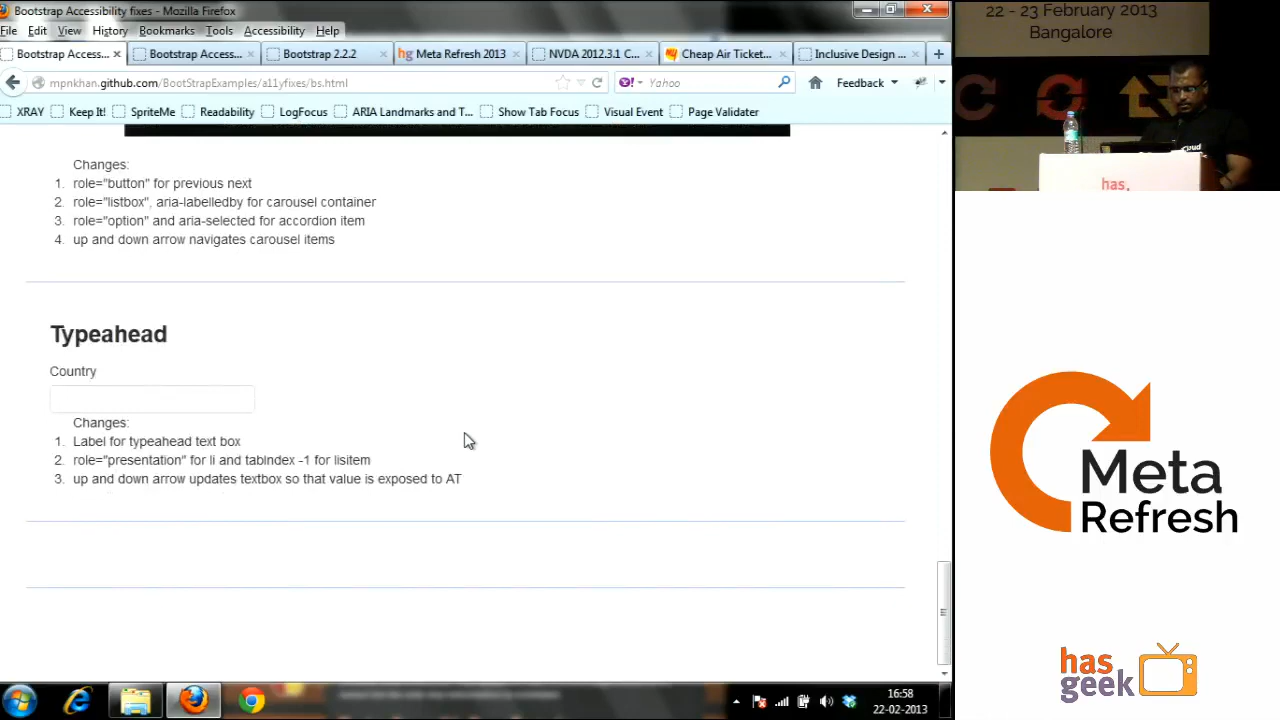 Bootstrap Accessibility fixes - Mozilla Firefox
File Edit View History Bookmarks Tools Accessibility Help
Bootstrap Access... Bootstrap Access... Bootstrap 2.2.2 Meta Refresh 2013 NVDA 2012.3.1 C... Cheap Air Ticket... Inclusive Design ...
mpnkhan.github.com/BootStrapExamples/a11yfixes/bs.html Yahoo Feedback
XRAY Keep It! SpriteMe Readability LogFocus ARIA Landmarks and T... Show Tab Focus Visual Event Page Validater
Changes:
1. role="button" for previous next
2. role="listbox", aria-labelledby for carousel container
3. role="option" and aria-selected for accordion item
4. up and down arrow navigates carousel items
Typeahead
Country
Changes:
1. Label for typeahead text box
2. role="presentation" for li and tabIndex -1 for lisitem
3. up and down arrow updates textbox so that value is exposed to AT
16:58
22-02-2013
22 - 23 February 2013
Bangalore
has.
Meta
Refresh
has
geek